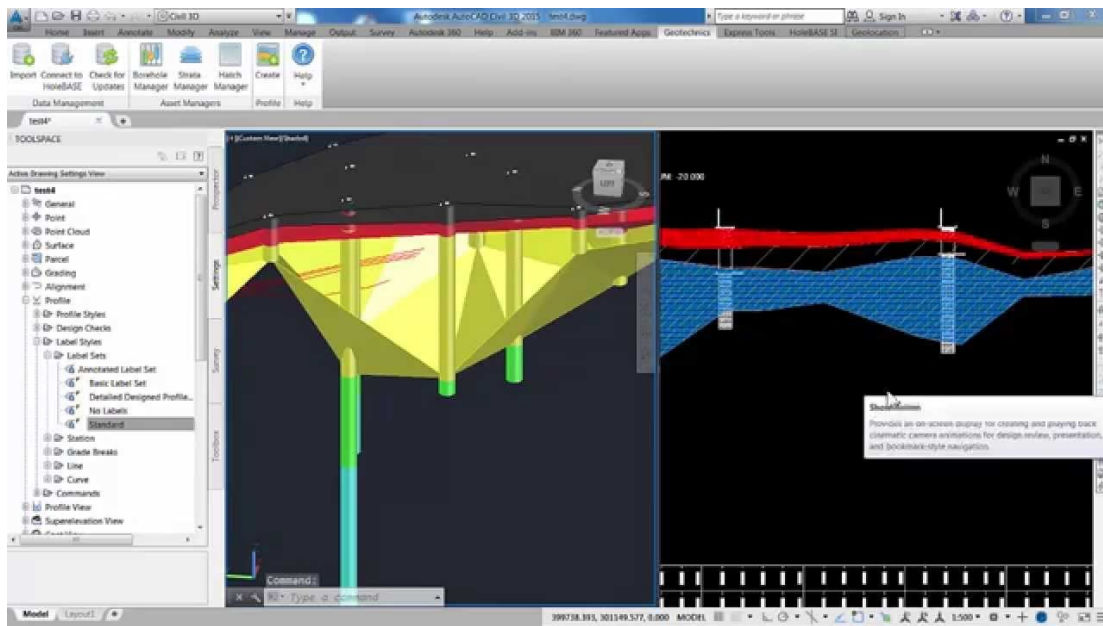 Civil 3D
Autodesk AutoCAD Civil 3D 2015 test4.dwg
Type a keyword or phrase
Sign In
Home Insert Annotate Modify Analyze View Manage Output Survey Autodesk 360 Help Add-ins BIM 360 Featured Apps Geotechnics Express Tools HoleBASE SI Geolocation
Import Connect to HoleBASE Check for Updates Borehole Manager Strata Manager Hatch Manager Create Help
Data Management Asset Managers Profile Help
test4*
TOOLSPACE
Active Drawing Settings View
test4
General
Point
Point Cloud
Surface
Parcel
Grading
Alignment
Profile
Profile Styles
Design Checks
Label Styles
Label Sets
Annotated Label Set
Basic Label Set
Detailed Designed Profile...
No Labels
Standard
Station
Grade Breaks
Line
Curve
Commands
Profile View
Superelevation View
Prospector
Settings
Survey
Toolbox
[+][Custom View][Shaded]
LEFT
-20 000
N
W
E
S
ShowMotion
Provides an on-screen display for creating and playing back
cinematic camera animations for design review, presentation,
and bookmark-style navigation.
Command:
Type a command
Model Layout1
399738.393, 301149.577, 0.000 MODEL
1:500